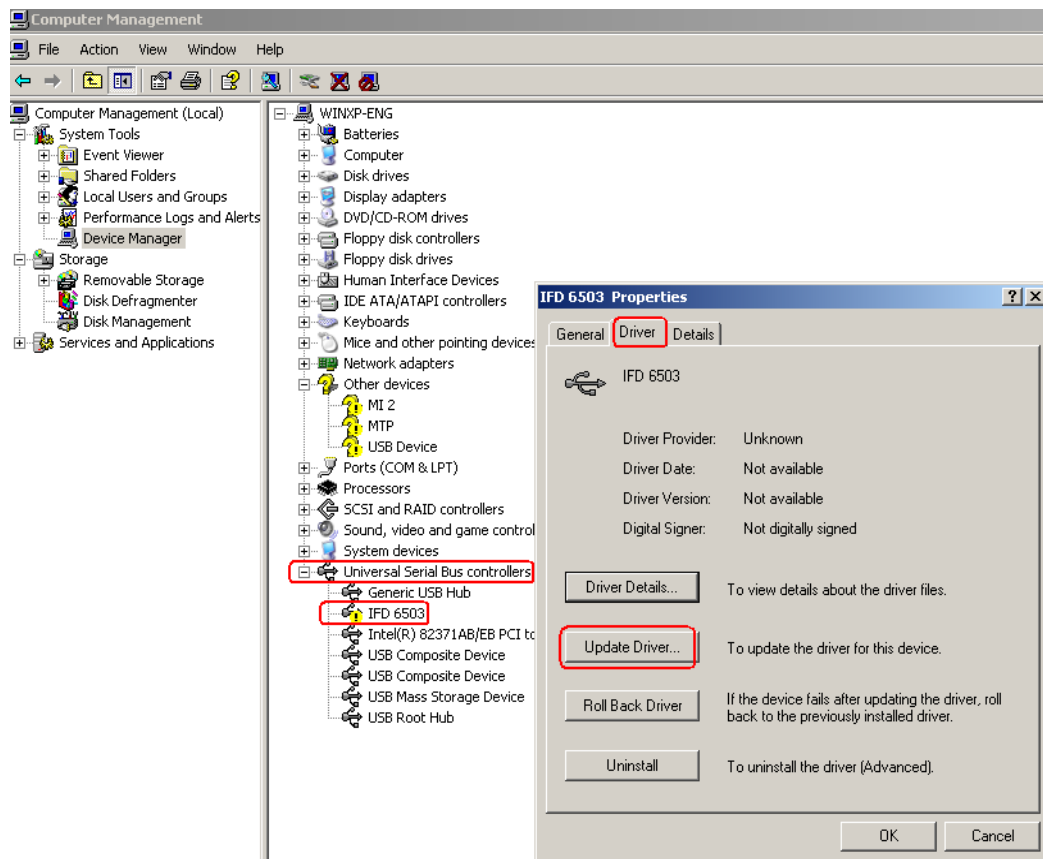 Computer Management
File Action View Window Help
Computer Management (Local)
System Tools
Event Viewer
Shared Folders
Local Users and Groups
Performance Logs and Alerts
Device Manager
Storage
Removable Storage
Disk Defragmenter
Disk Management
Services and Applications
WINXP-ENG
Batteries
Computer
Disk drives
Display adapters
DVD/CD-ROM drives
Floppy disk controllers
Floppy disk drives
Human Interface Devices
IDE ATA/ATAPI controllers
Keyboards
Mice and other pointing devices
Network adapters
Other devices
MI 2
MTP
USB Device
Ports (COM & LPT)
Processors
SCSI and RAID controllers
Sound, video and game control
System devices
Universal Serial Bus controllers
Generic USB Hub
IFD 6503
Intel(R) 82371AB/EB PCI to
USB Composite Device
USB Composite Device
USB Mass Storage Device
USB Root Hub
IFD 6503 Properties
General Driver Details
IFD 6503
Driver Provider: Unknown
Driver Date: Not available
Driver Version: Not available
Digital Signer: Not digitally signed
Driver Details... To view details about the driver files.
Update Driver... To update the driver for this device.
Roll Back Driver If the device fails after updating the driver, roll
back to the previously installed driver.
Uninstall To uninstall the driver (Advanced).
OK Cancel